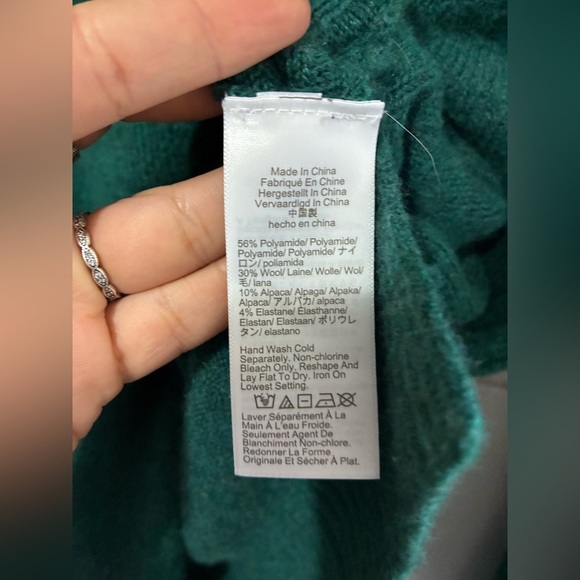 Made In China
Fabriqué En Chine
Hergestellt In China
Vervaardigd In China
中国製
hecho en china
56% Polyamide/ Polyamide/
Polyamide/ Polyamide/ ナイ
ロン/ poliamida
30% Wool/ Laine/ Wolle/ Wol/
毛/ lana
10% Alpaca/ Alpaga/ Alpaka/
Alpaca/ アルパカ/ alpaca
4% Elastane/ Élasthanne/
Elastan/ Elastaan/ ポリウレ
タン/ elastano
Hand Wash Cold
Separately. Non-chlorine
Bleach Only. Reshape And
Lay Flat To Dry. Iron On
Lowest Setting.
Laver Séparément À La
Main À L'eau Froide.
Seulement Agent De
Blanchiment Non-chlore.
Redonner La Forme
Originale Et Sécher À Plat.